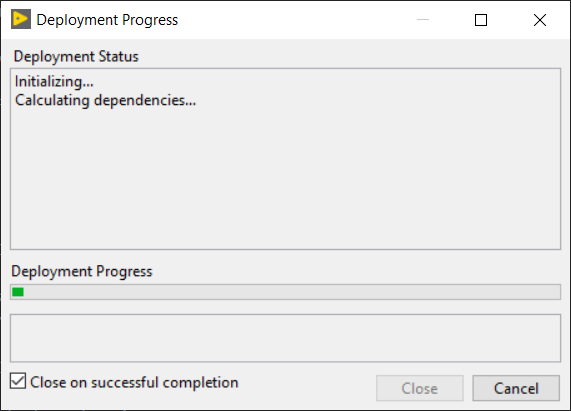 Deployment Progress
Deployment Status
Initializing...
Calculating dependencies...
Deployment Progress
Close on successful completion
Close
Cancel